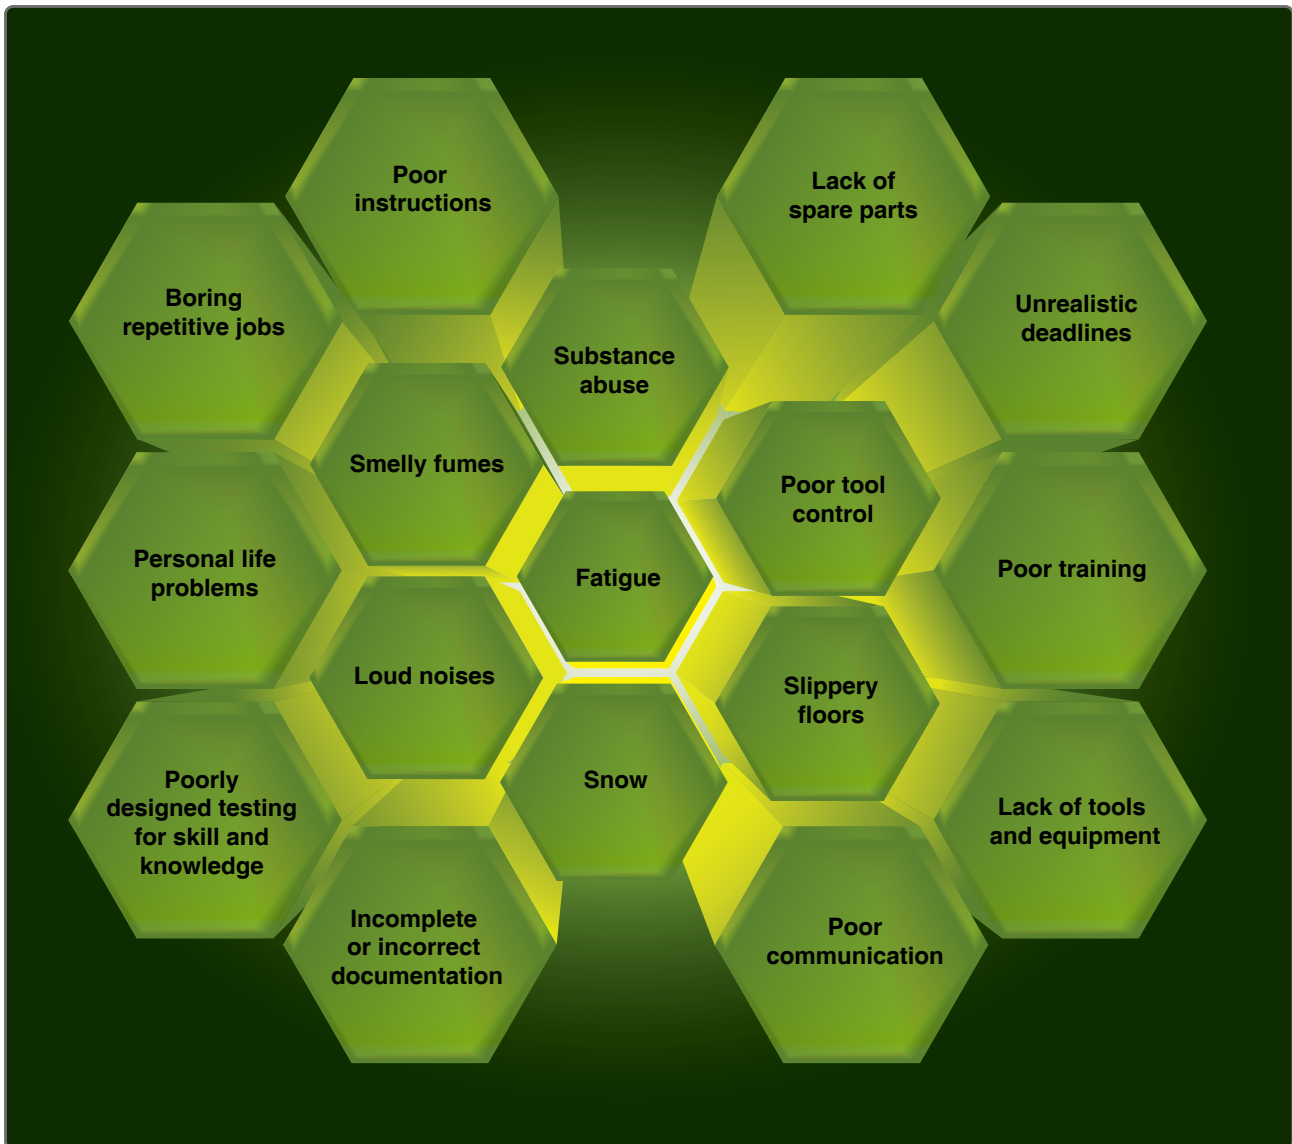 Poor
instructions
Lack of
spare parts
Boring
repetitive jobs
Unrealistic
deadlines
Substance
abuse
Smelly fumes
Poor tool
control
Personal life
problems
Fatigue
Poor training
Loud noises
Slippery
floors
Poorly
designed testing
for skill and
knowledge
Snow
Lack of tools
and equipment
Incomplete
or incorrect
documentation
Poor
communication